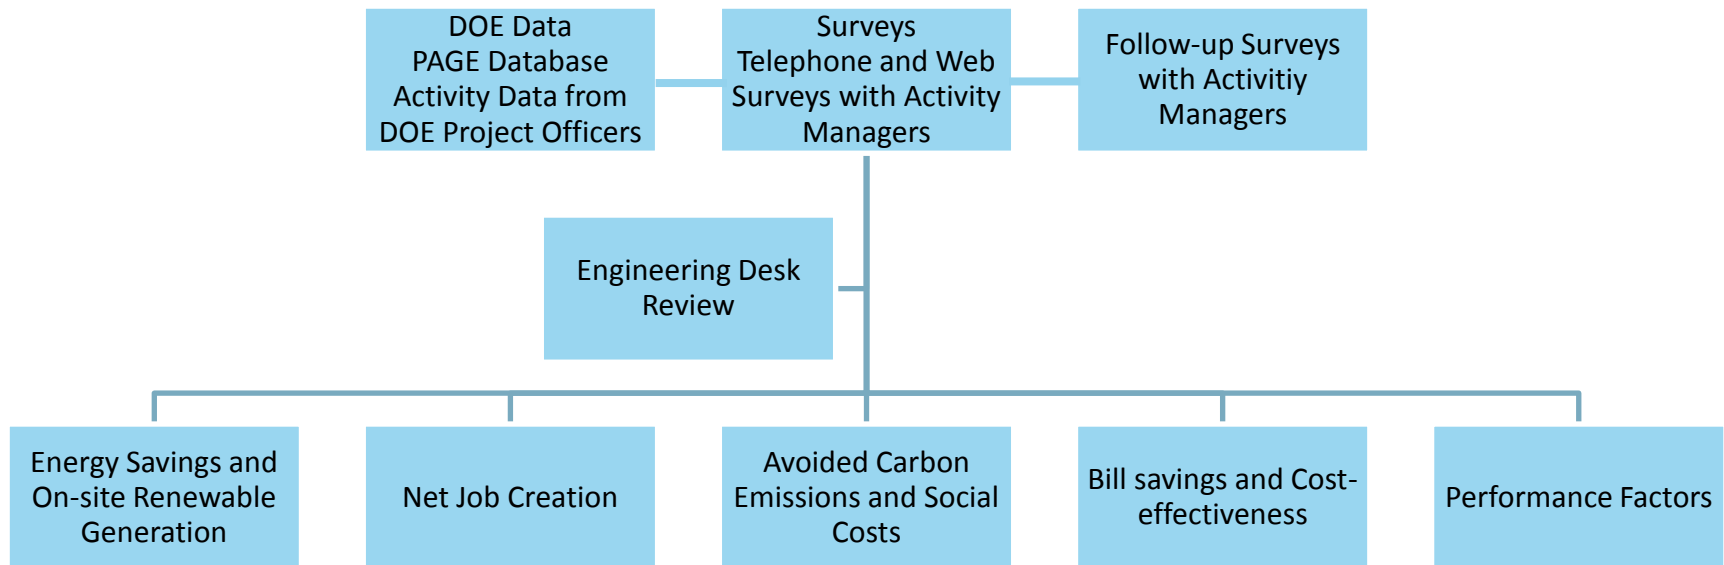 DOE Data
PAGE Database
Activity Data from
DOE Project Officers
Surveys
Telephone and Web
Surveys with Activity
Managers
Follow-up Surveys
with Activitiy
Managers
Engineering Desk
Review
Energy Savings and
On-site Renewable
Generation
Net Job Creation
Avoided Carbon
Emissions and Social
Costs
Bill savings and Cost-
effectiveness
Performance Factors